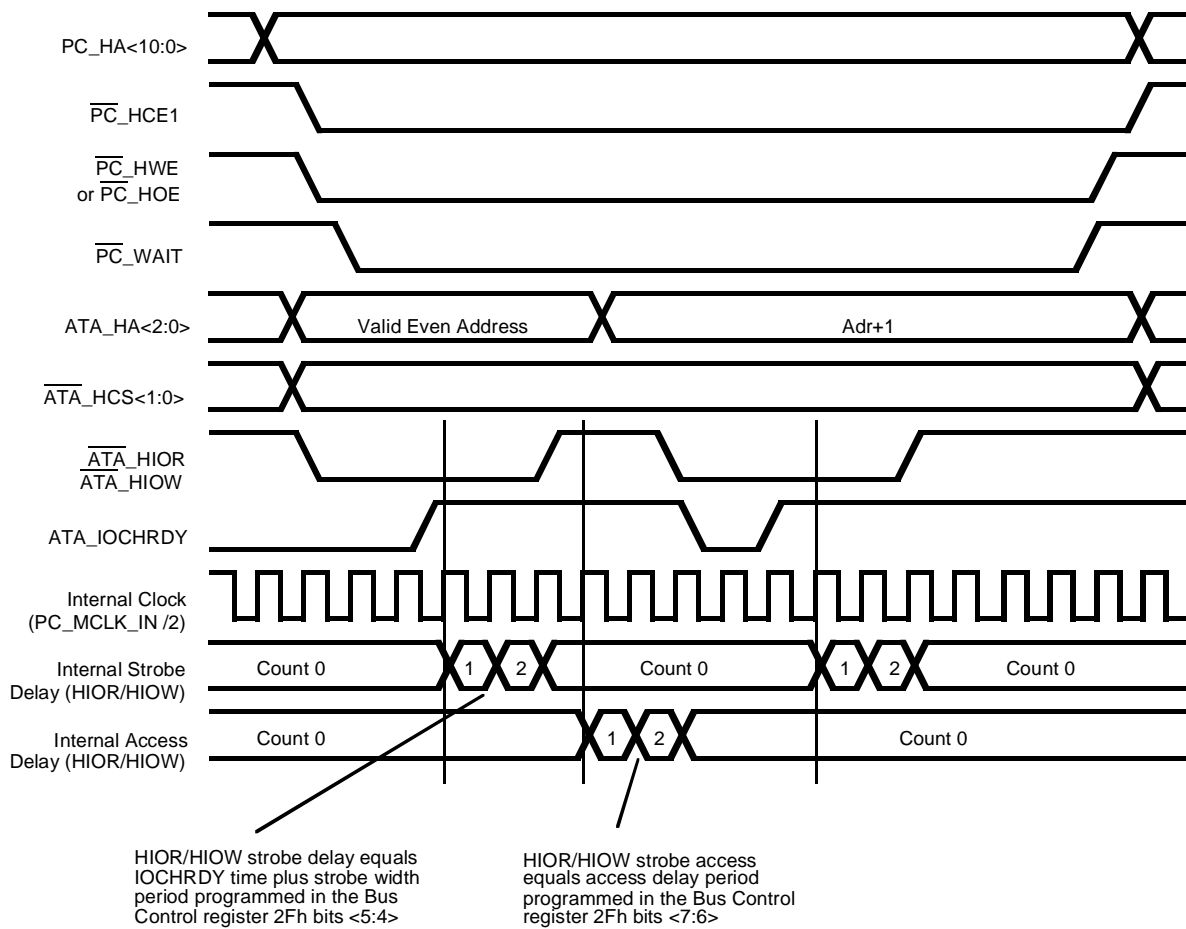 PC_HA<10:0>
PC_HCE1
PC_HWE
or PC_HOE
PC_WAIT
ATA_HA<2:0>
Valid Even Address
Adr+1
ATA_HCS<1:0>
ATA_HIOR
ATA_HIOW
ATA_IOCHRDY
Internal Clock
(PC_MCLK_IN /2)
Internal Strobe
Delay (HIOR/HIOW)
Count 0
1
2
Count 0
1
2
Count 0
Internal Access
Delay (HIOR/HIOW)
Count 0
1
2
Count 0
HIOR/HIOW strobe delay equals
IOCHRDY time plus strobe width
period programmed in the Bus
Control register 2Fh bits <5:4>
HIOR/HIOW strobe access
equals access delay period
programmed in the Bus Control
register 2Fh bits <7:6>